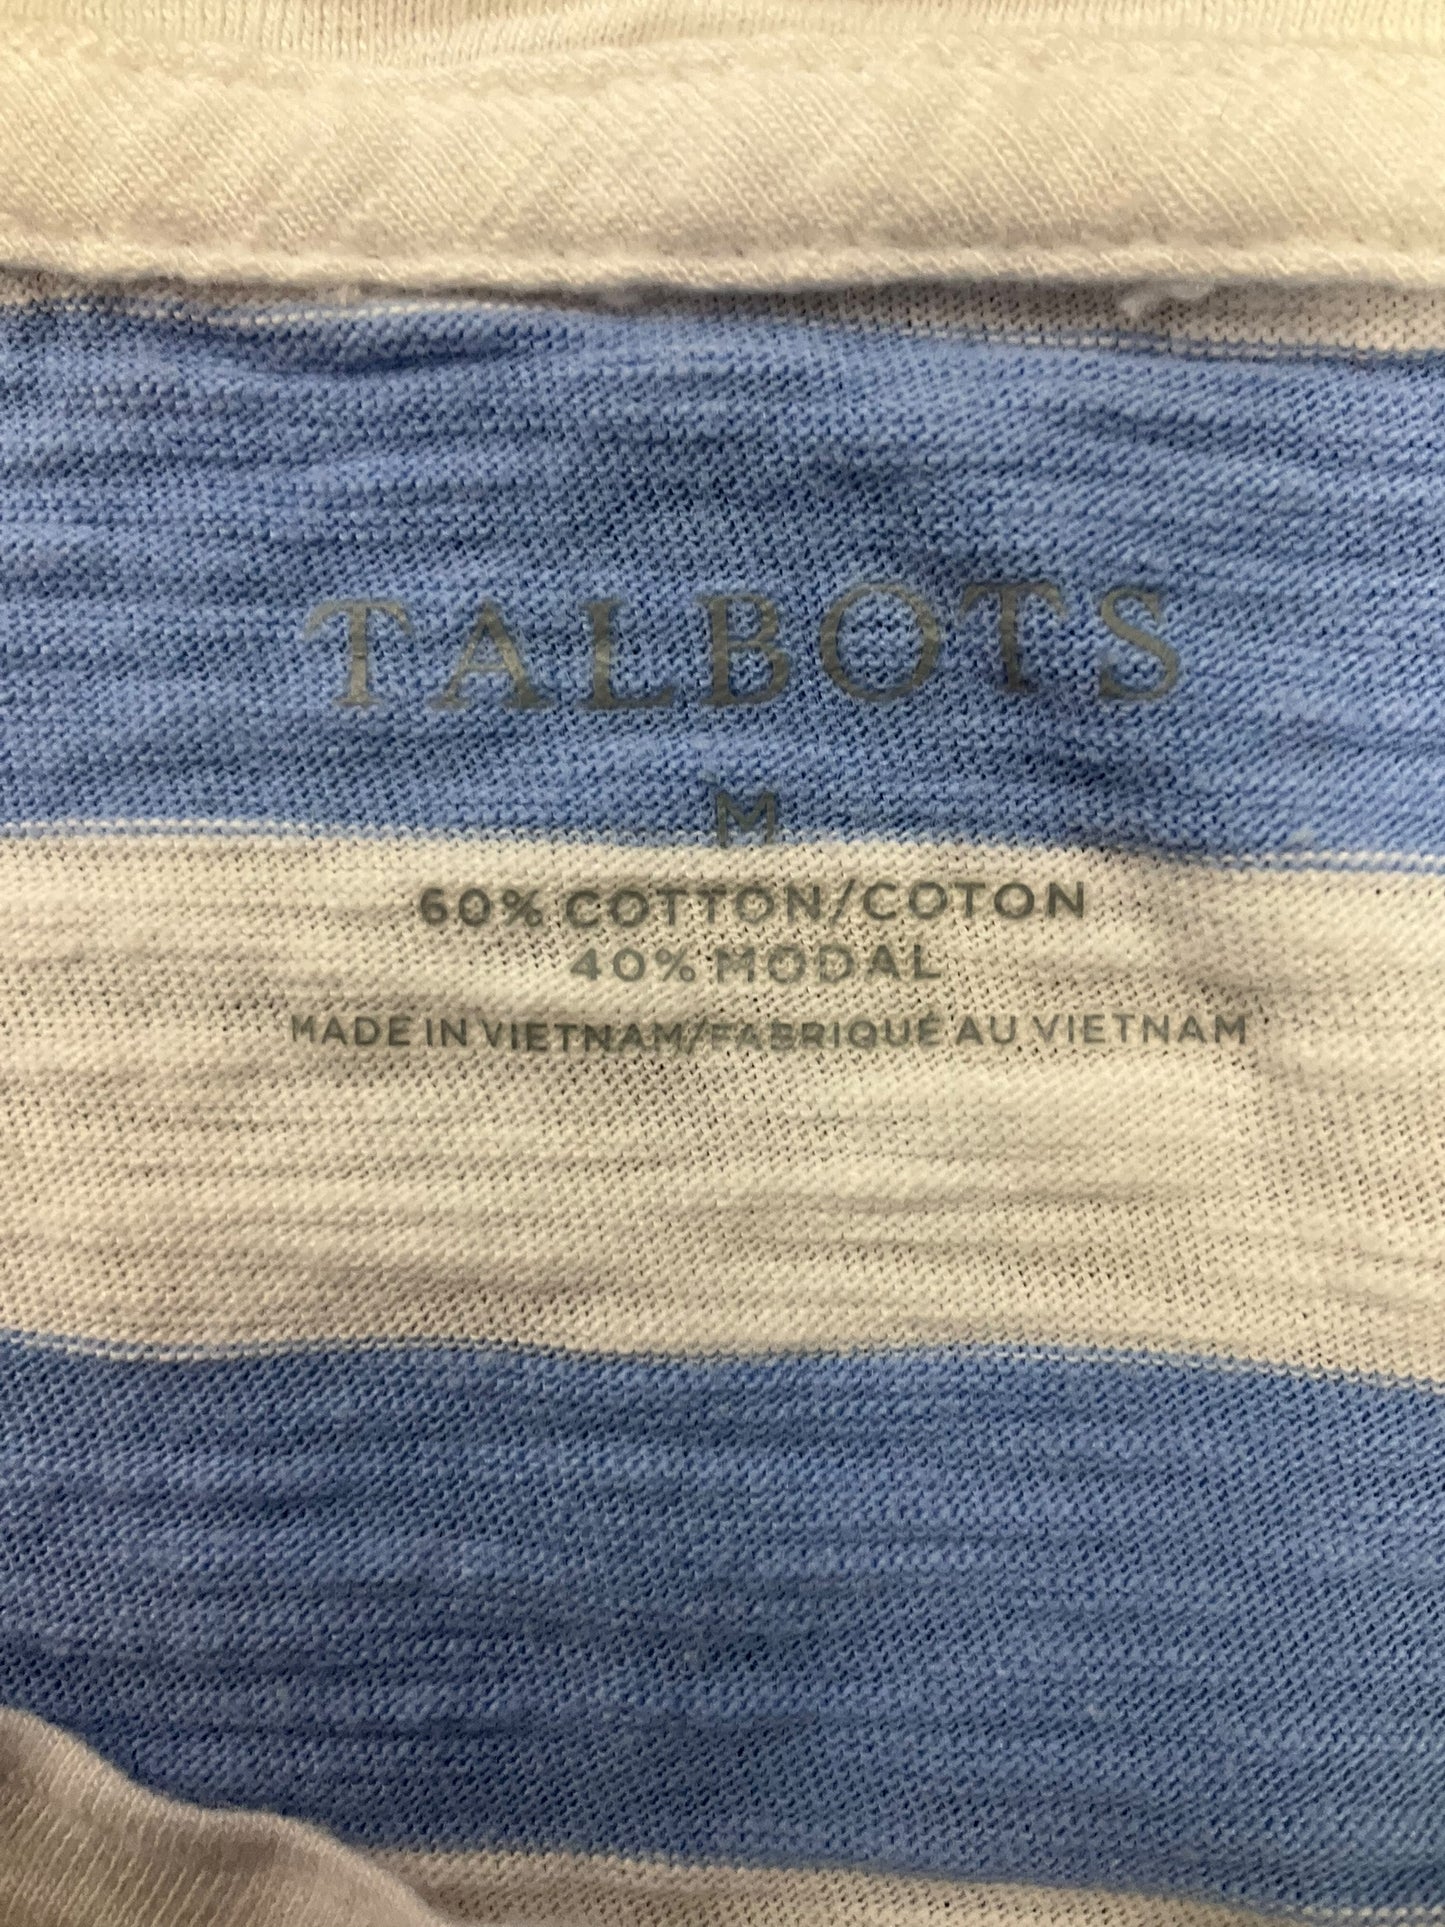 TALBOTS
M
60% COTTON/COTON
40% MODAL
MADE IN VIETNAM/FABRIQUÉ AU VIETNAM